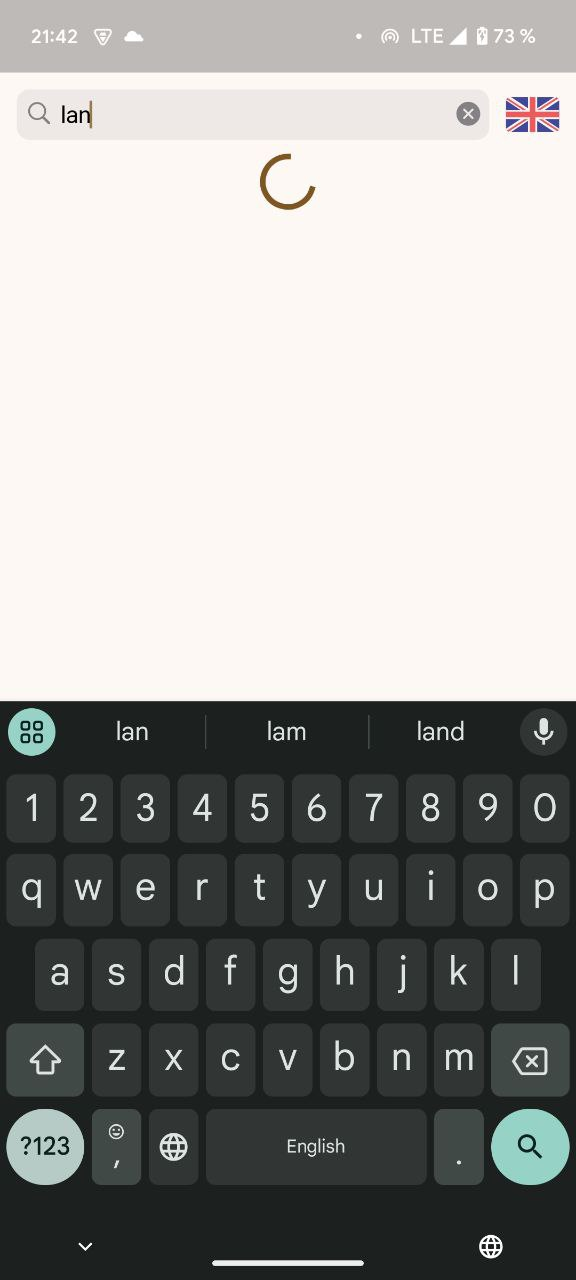 21:42 LTE 73 %
lan
lan lam land
1 2 3 4 5 6 7 8 9 0
q w e r t y u i o p
a s d f g h j k l
z x c v b n m
?123 , English .